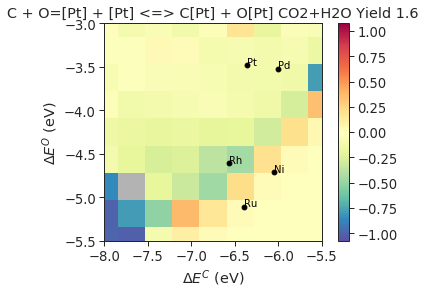 C + O=[Pt] + [Pt] <=> C[Pt] + O[Pt] CO2+H2O Yield 1.6
−3.0
−3.5
−4.0
−4.5
−5.0
−5.5
ΔE^O (eV)
Pt
Pd
Rh
Ni
Ru
−8.0 −7.5 −7.0 −6.5 −6.0 −5.5
ΔE^C (eV)
1.00
0.75
0.50
0.25
0.00
−0.25
−0.50
−0.75
−1.00